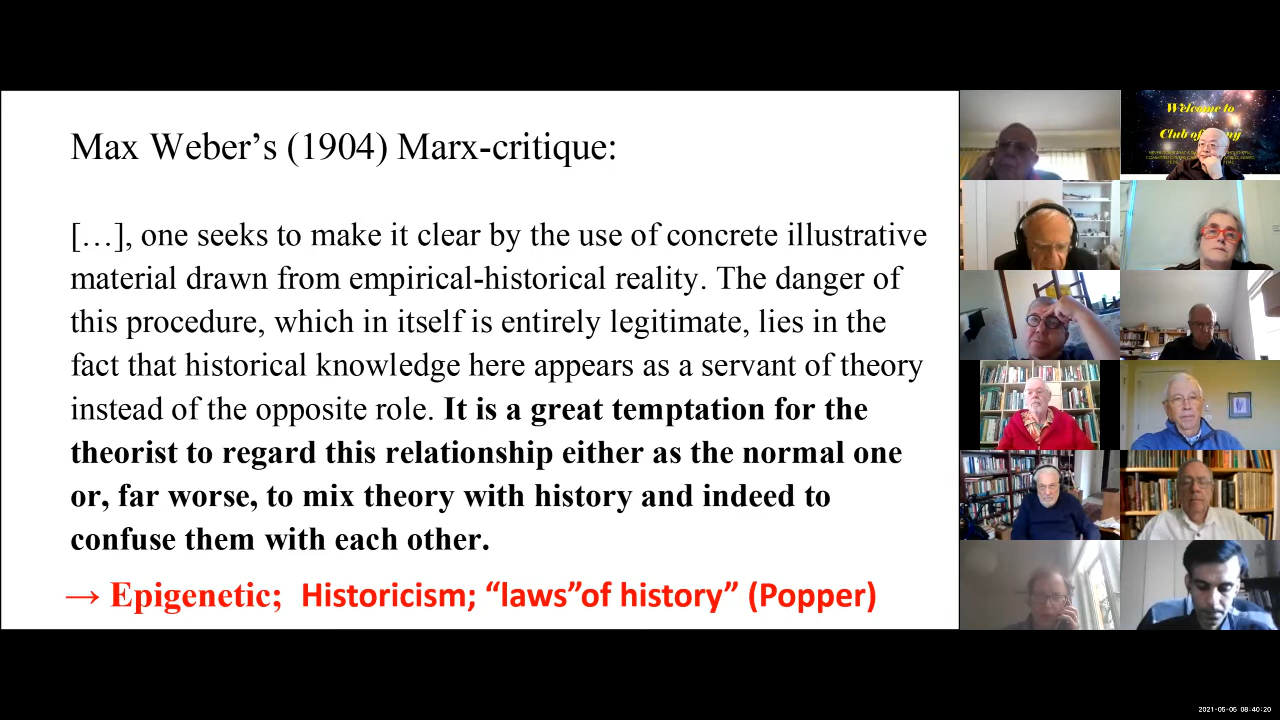 Max Weber’s (1904) Marx-critique:
[…], one seeks to make it clear by the use of concrete illustrative
material drawn from empirical-historical reality. The danger of
this procedure, which in itself is entirely legitimate, lies in the
fact that historical knowledge here appears as a servant of theory
instead of the opposite role. It is a great temptation for the
theorist to regard this relationship either as the normal one
or, far worse, to mix theory with history and indeed to
confuse them with each other.
→ Epigenetic; Historicism; “laws”of history” (Popper)
Welcome to
Club of
2021-05-05 08:40:20